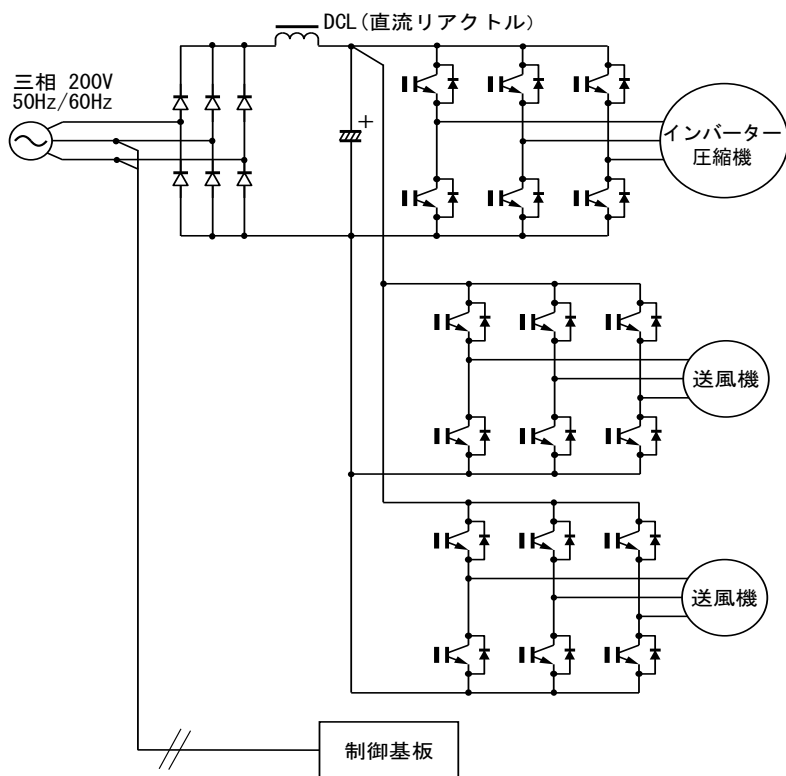 DCL(直流リアクトル)
三相 200V
50Hz/60Hz
+
インバーター
圧縮機
送風機
送風機
制御基板